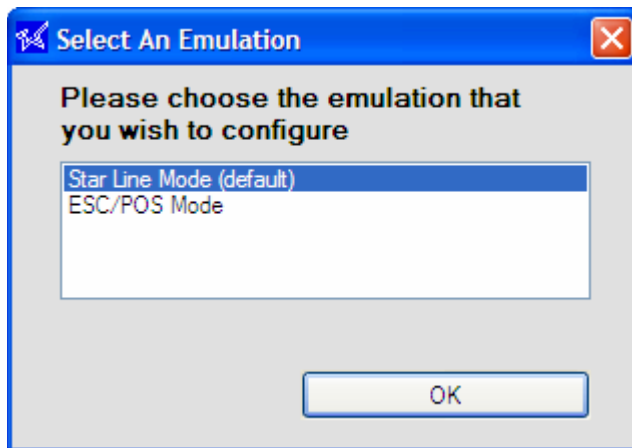 Select An Emulation
Please choose the emulation that
you wish to configure
Star Line Mode (default)
ESC/POS Mode
OK